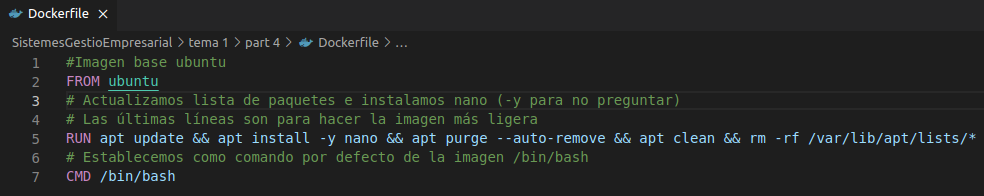 Dockerfile ×
SistemesGestioEmpresarial > tema 1 > part 4 > Dockerfile > ...
1 #Imagen base ubuntu
2 FROM ubuntu
3 # Actualizamos lista de paquetes e instalamos nano (-y para no preguntar)
4 # Las últimas líneas son para hacer la imagen más ligera
5 RUN apt update && apt install -y nano && apt purge --auto-remove && apt clean && rm -rf /var/lib/apt/lists/*
6 # Establecemos como comando por defecto de la imagen /bin/bash
7 CMD /bin/bash